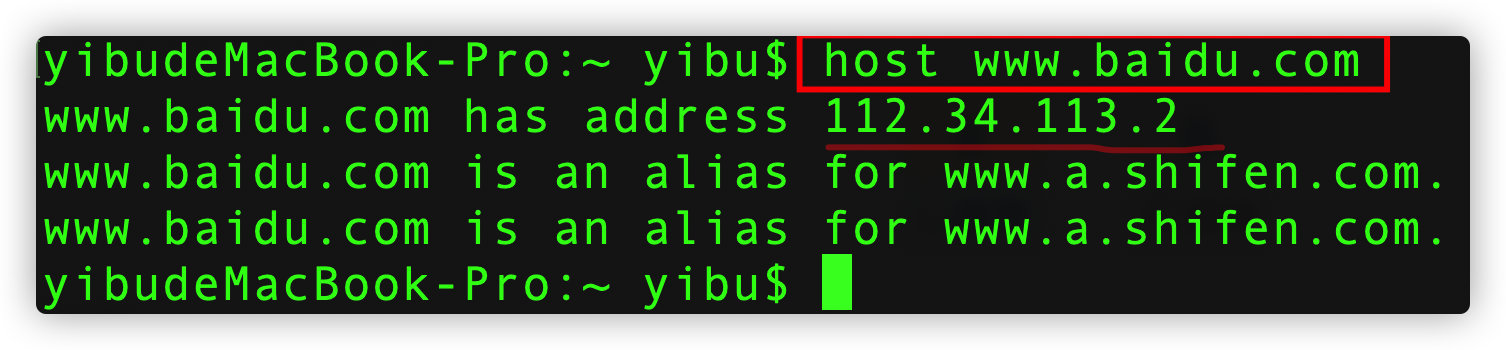 yibudeMacBook-Pro:~ yibu$ host www.baidu.com
www.baidu.com has address 112.34.113.2
www.baidu.com is an alias for www.a.shifen.com.
www.baidu.com is an alias for www.a.shifen.com.
yibudeMacBook-Pro:~ yibu$